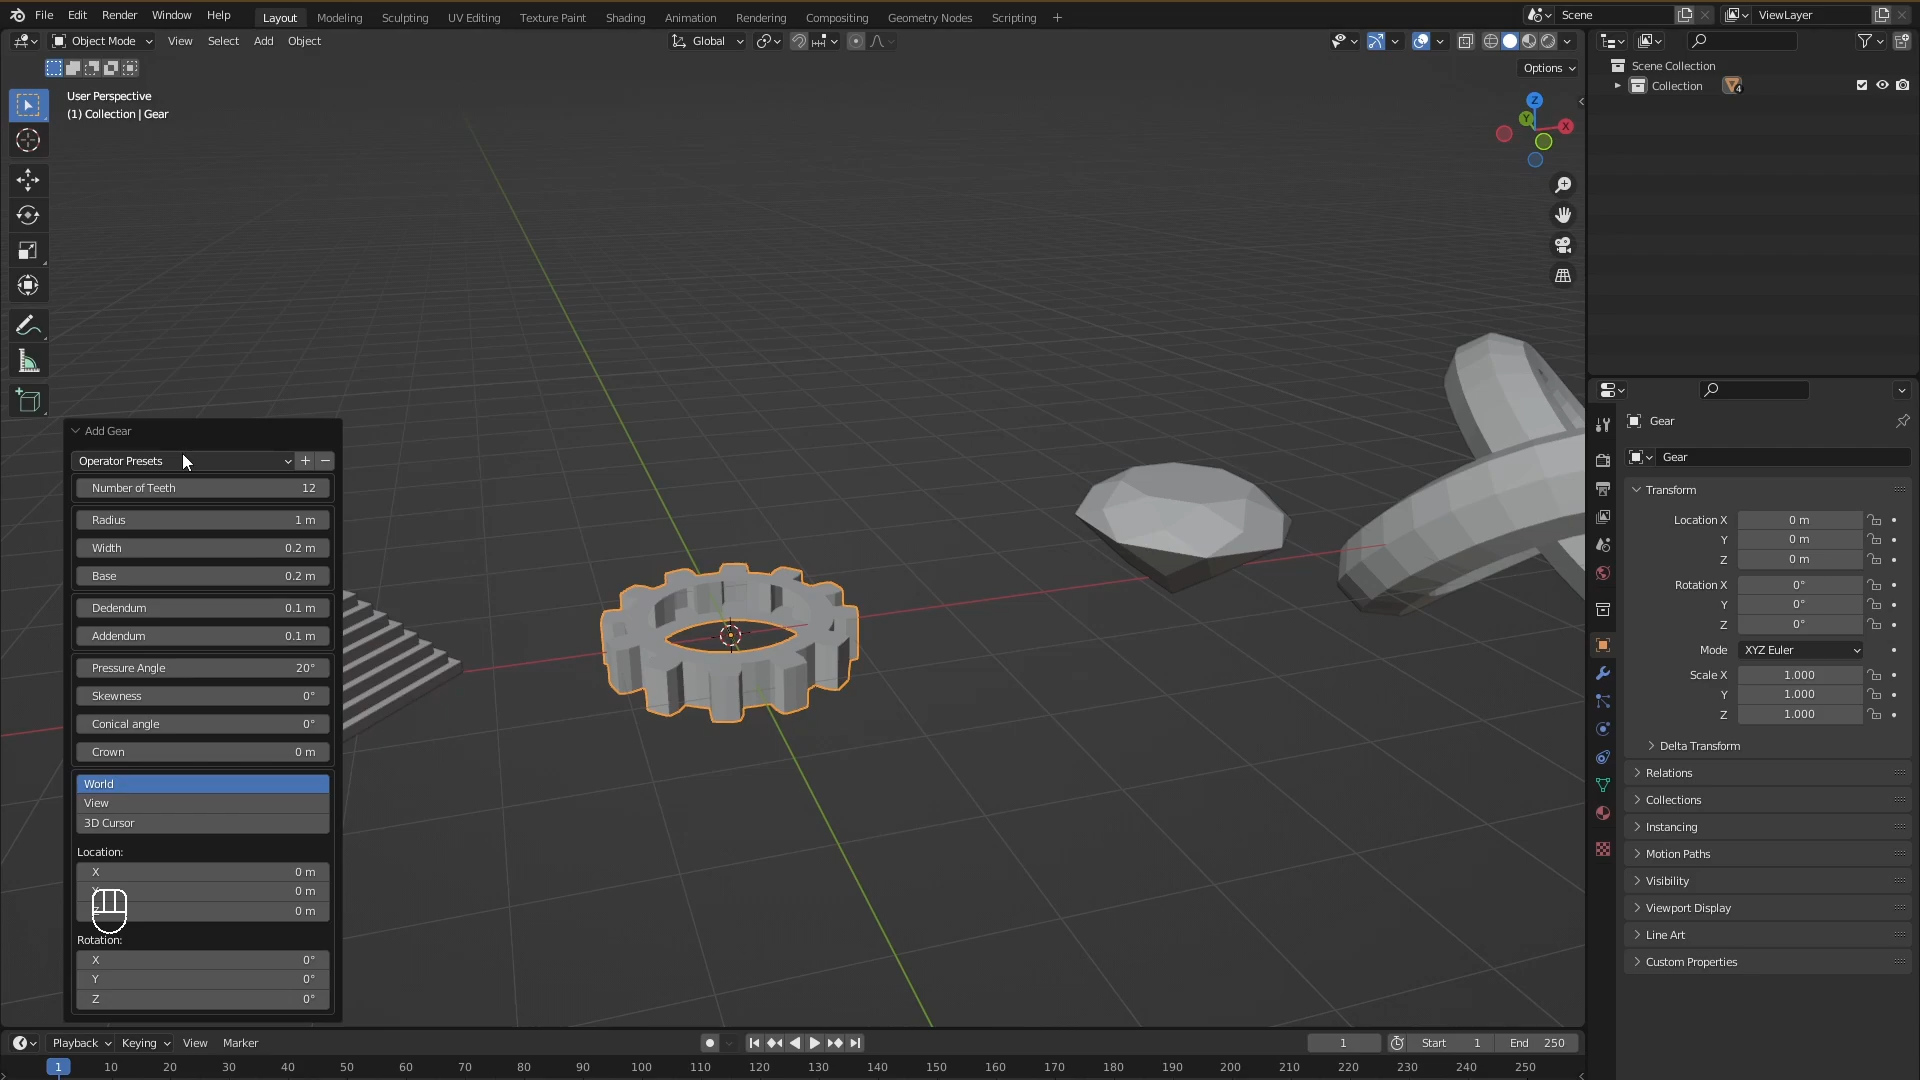 File Edit Render Window Help Layout Modeling Sculpting UV Editing Texture Paint Shading Animation Rendering Compositing Geometry Nodes Scripting + Scene ViewLayer
Object Mode View Select Add Object Global
Options
User Perspective
(1) Collection | Gear
Z
Y
X
Scene Collection
Collection 4
Add Gear
Operator Presets + −
Number of Teeth 12
Radius 1 m
Width 0.2 m
Base 0.2 m
Dedendum 0.1 m
Addendum 0.1 m
Pressure Angle 20°
Skewness 0°
Conical angle 0°
Crown 0 m
World
View
3D Cursor
Location:
X 0 m
0 m
0 m
Rotation:
X 0°
Y 0°
Z 0°
Gear
Gear
Transform
Location X 0 m
Y 0 m
Z 0 m
Rotation X 0°
Y 0°
Z 0°
Mode XYZ Euler
Scale X 1.000
Y 1.000
Z 1.000
Delta Transform
Relations
Collections
Instancing
Motion Paths
Visibility
Viewport Display
Line Art
Custom Properties
Playback Keying View Marker 1 Start 1 End 250
1 10 20 30 40 50 60 70 80 90 100 110 120 130 140 150 160 170 180 190 200 210 220 230 240 250